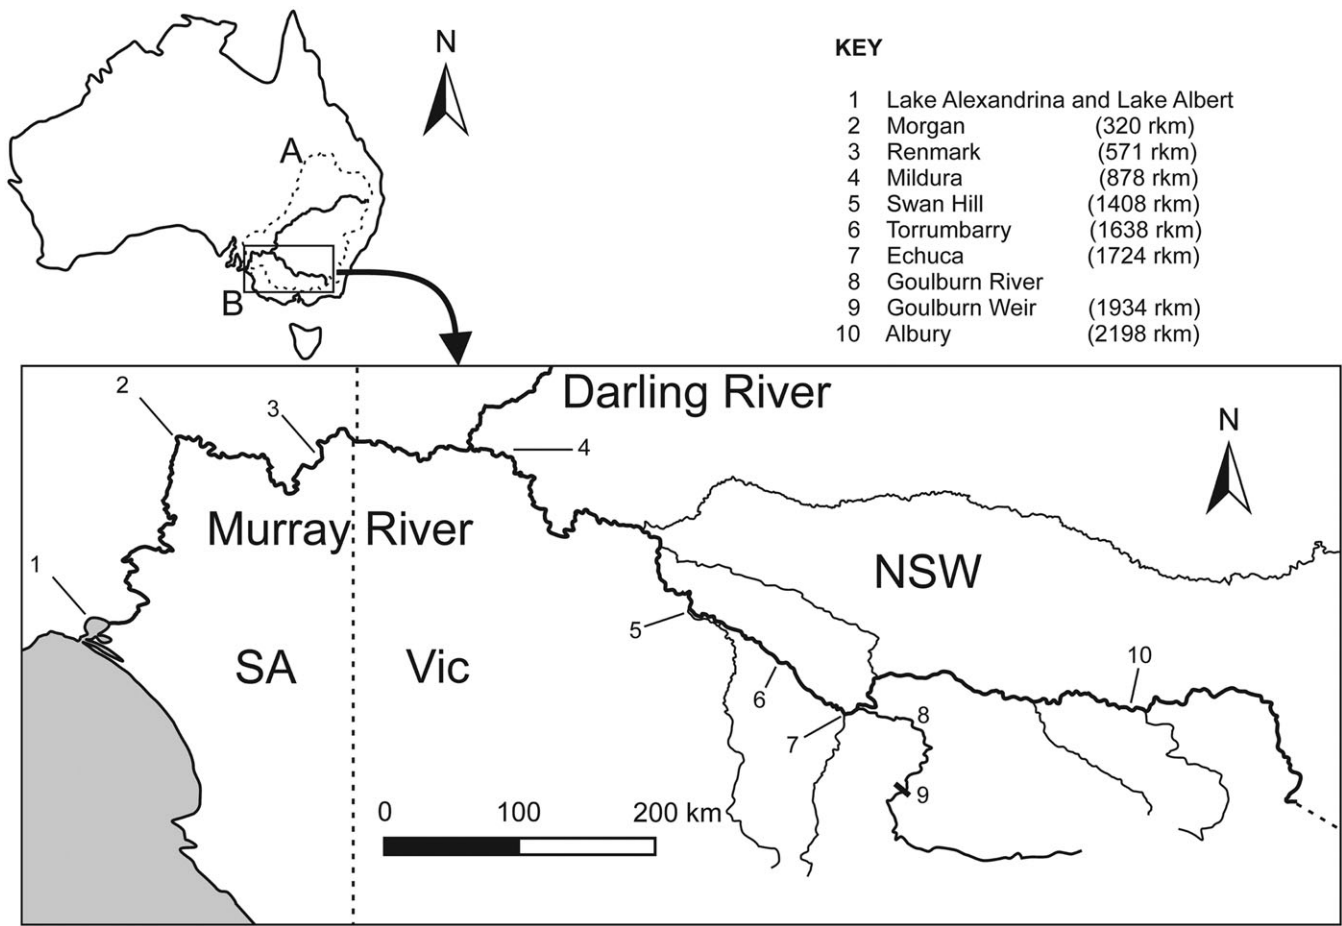 A
B
N
KEY
1 Lake Alexandrina and Lake Albert
2 Morgan (320 rkm)
3 Renmark (571 rkm)
4 Mildura (878 rkm)
5 Swan Hill (1408 rkm)
6 Torrumbarry (1638 rkm)
7 Echuca (1724 rkm)
8 Goulburn River
9 Goulburn Weir (1934 rkm)
10 Albury (2198 rkm)
2
3
Darling River
4
N
Murray River
1
NSW
5
SA
Vic
6
10
7
8
9
0 100 200 km